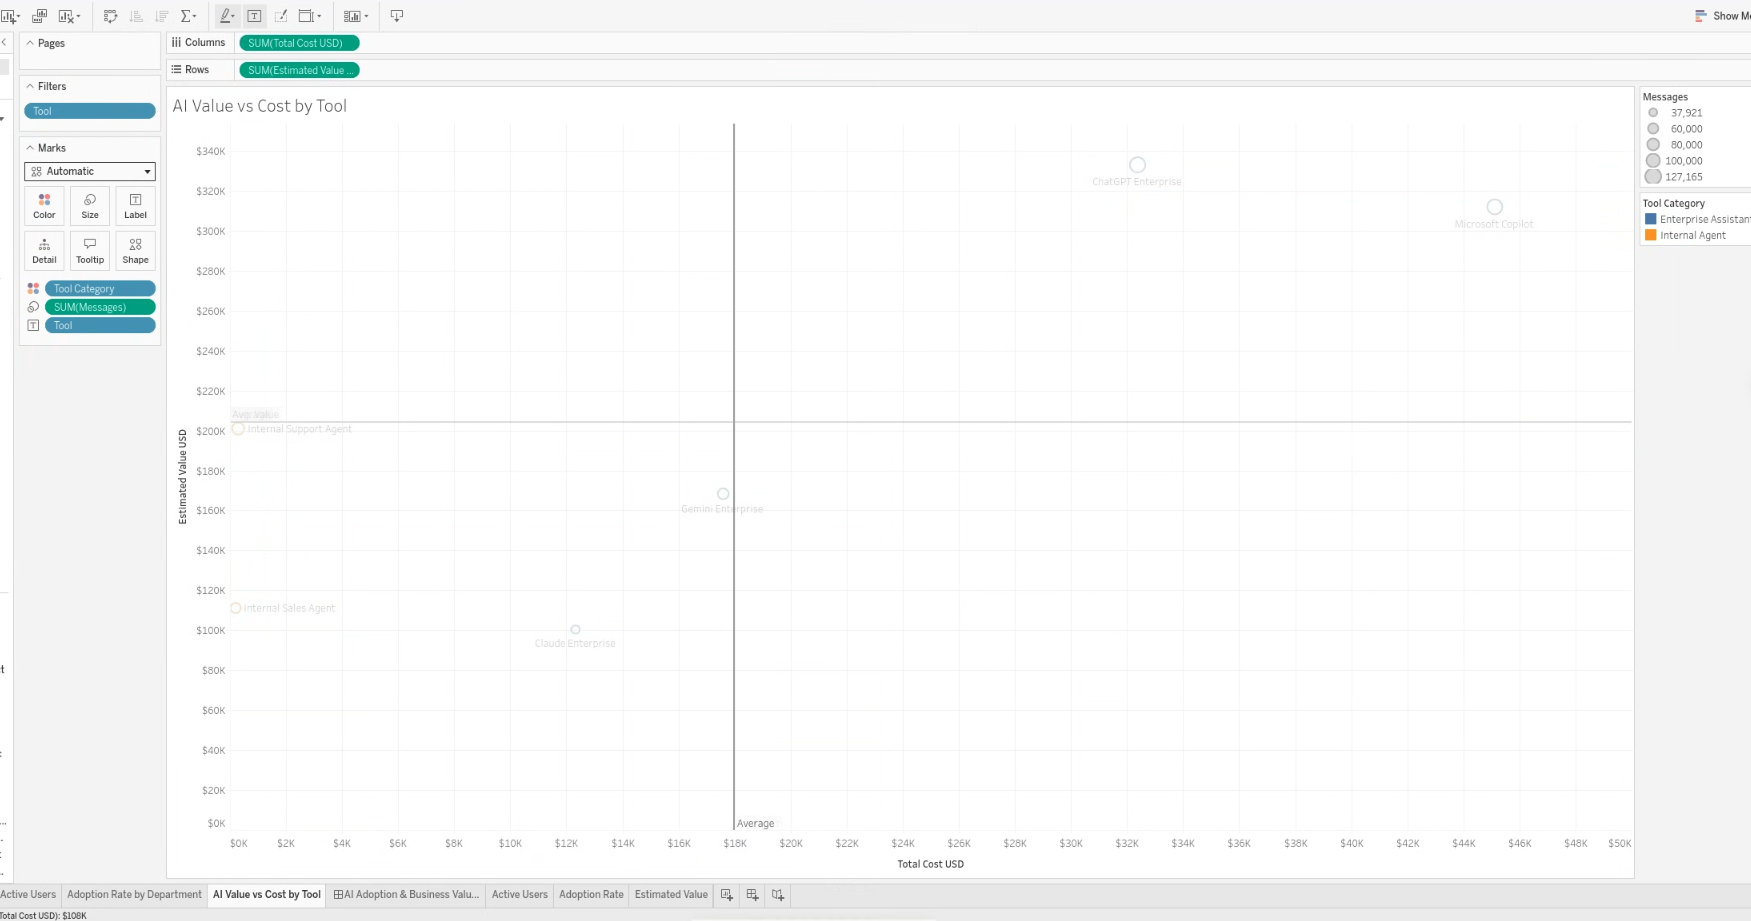 Show M
Pages
Columns
SUM(Total Cost USD)
Rows
SUM(Estimated Value ...
Filters
Tool
Marks
Automatic
Color
Size
Label
Detail
Tooltip
Shape
Tool Category
SUM(Messages)
Tool
AI Value vs Cost by Tool
$340K
$320K
$300K
$280K
$260K
$240K
$220K
$200K
$180K
$160K
$140K
$120K
$100K
$80K
$60K
$40K
$20K
$0K
Estimated Value USD
ChatGPT Enterprise
Microsoft Copilot
Internal Support Agent
Gemini Enterprise
Internal Sales Agent
Claude Enterprise
Average
$0K
$2K
$4K
$6K
$8K
$10K
$12K
$14K
$16K
$18K
$20K
$22K
$24K
$26K
$28K
$30K
$32K
$34K
$36K
$38K
$40K
$42K
$44K
$46K
$48K
$50K
Total Cost USD
Messages
37,921
60,000
80,000
100,000
127,165
Tool Category
Enterprise Assistan
Internal Agent
Active Users
Adoption Rate by Department
AI Value vs Cost by Tool
AI Adoption & Business Valu...
Active Users
Adoption Rate
Estimated Value
Total Cost USD): $108K